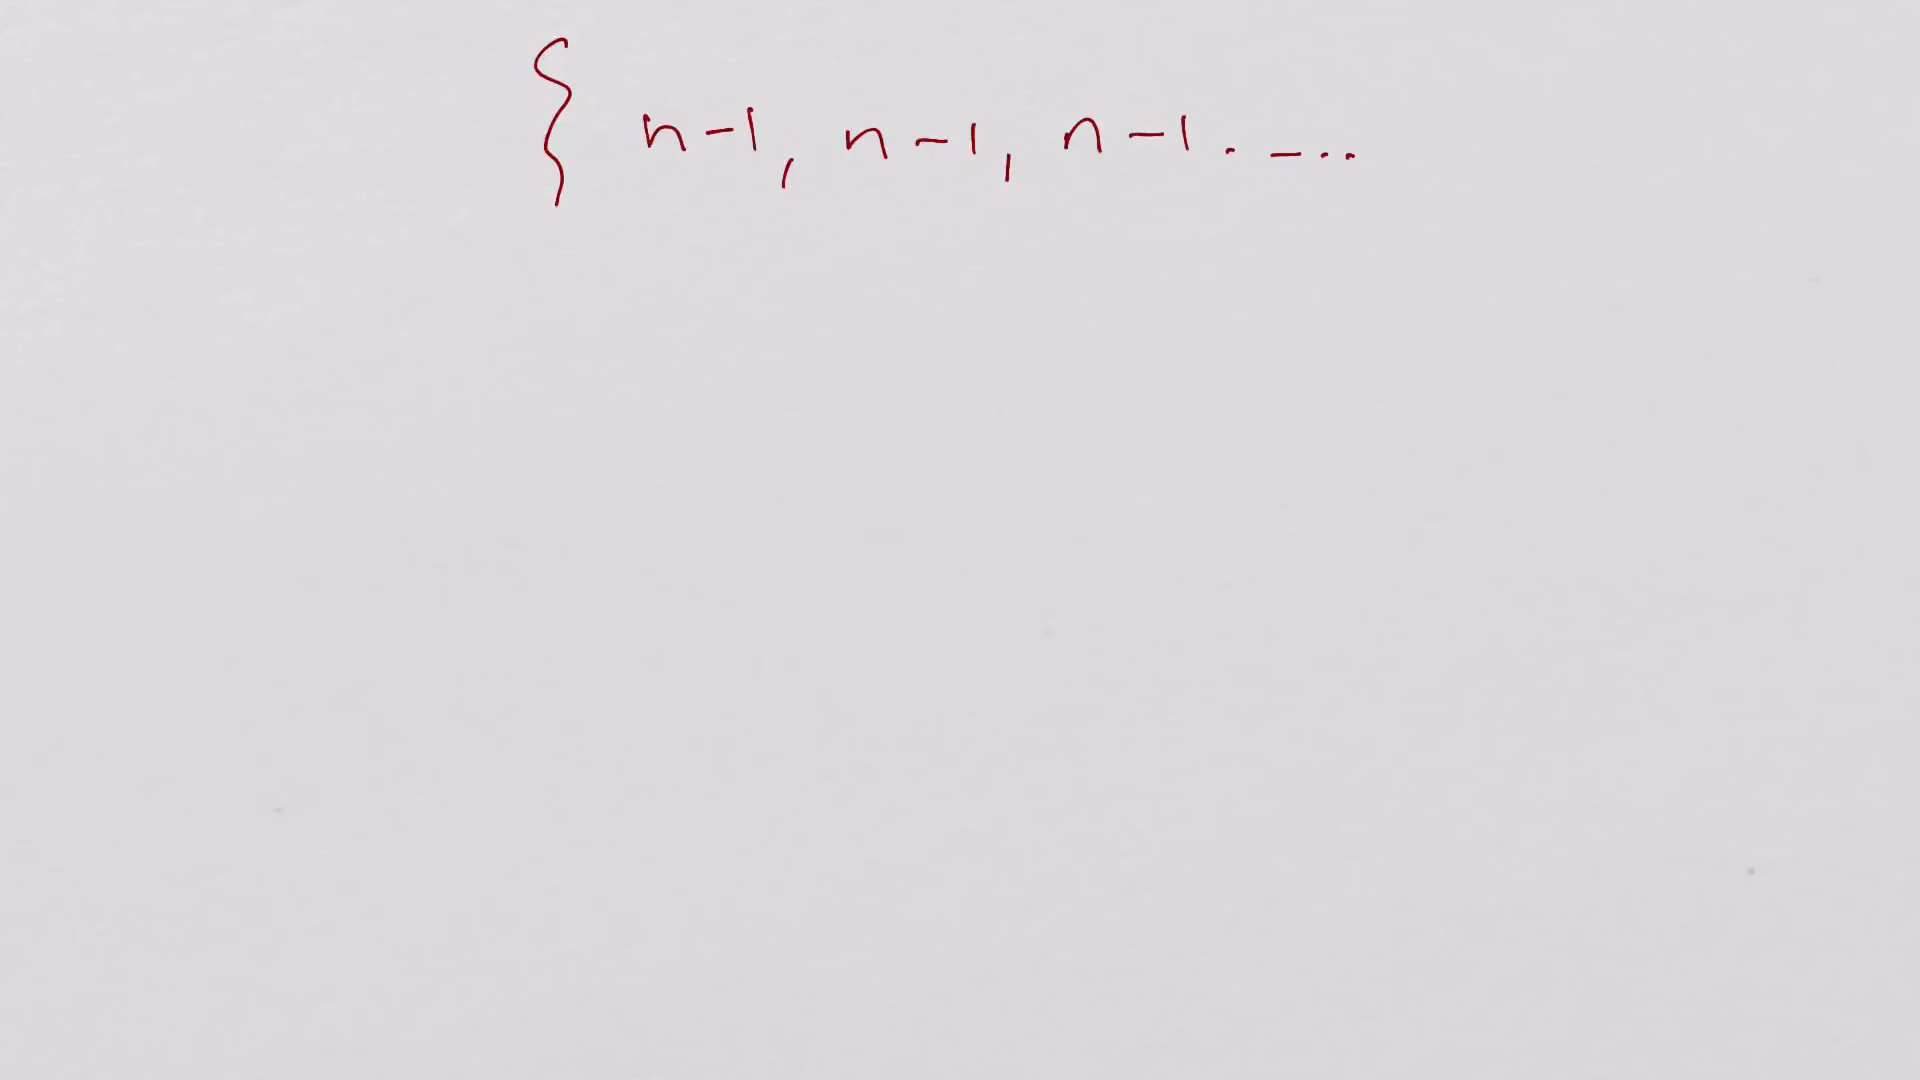 { n-1, n-1, n-1. _ ..